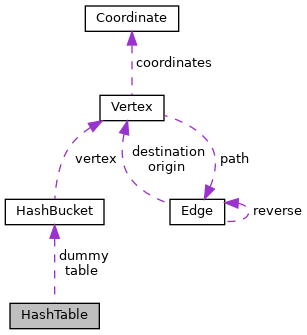 Coordinate
coordinates
Vertex
vertex
destination
origin
path
HashBucket
Edge
reverse
dummy
table
HashTable